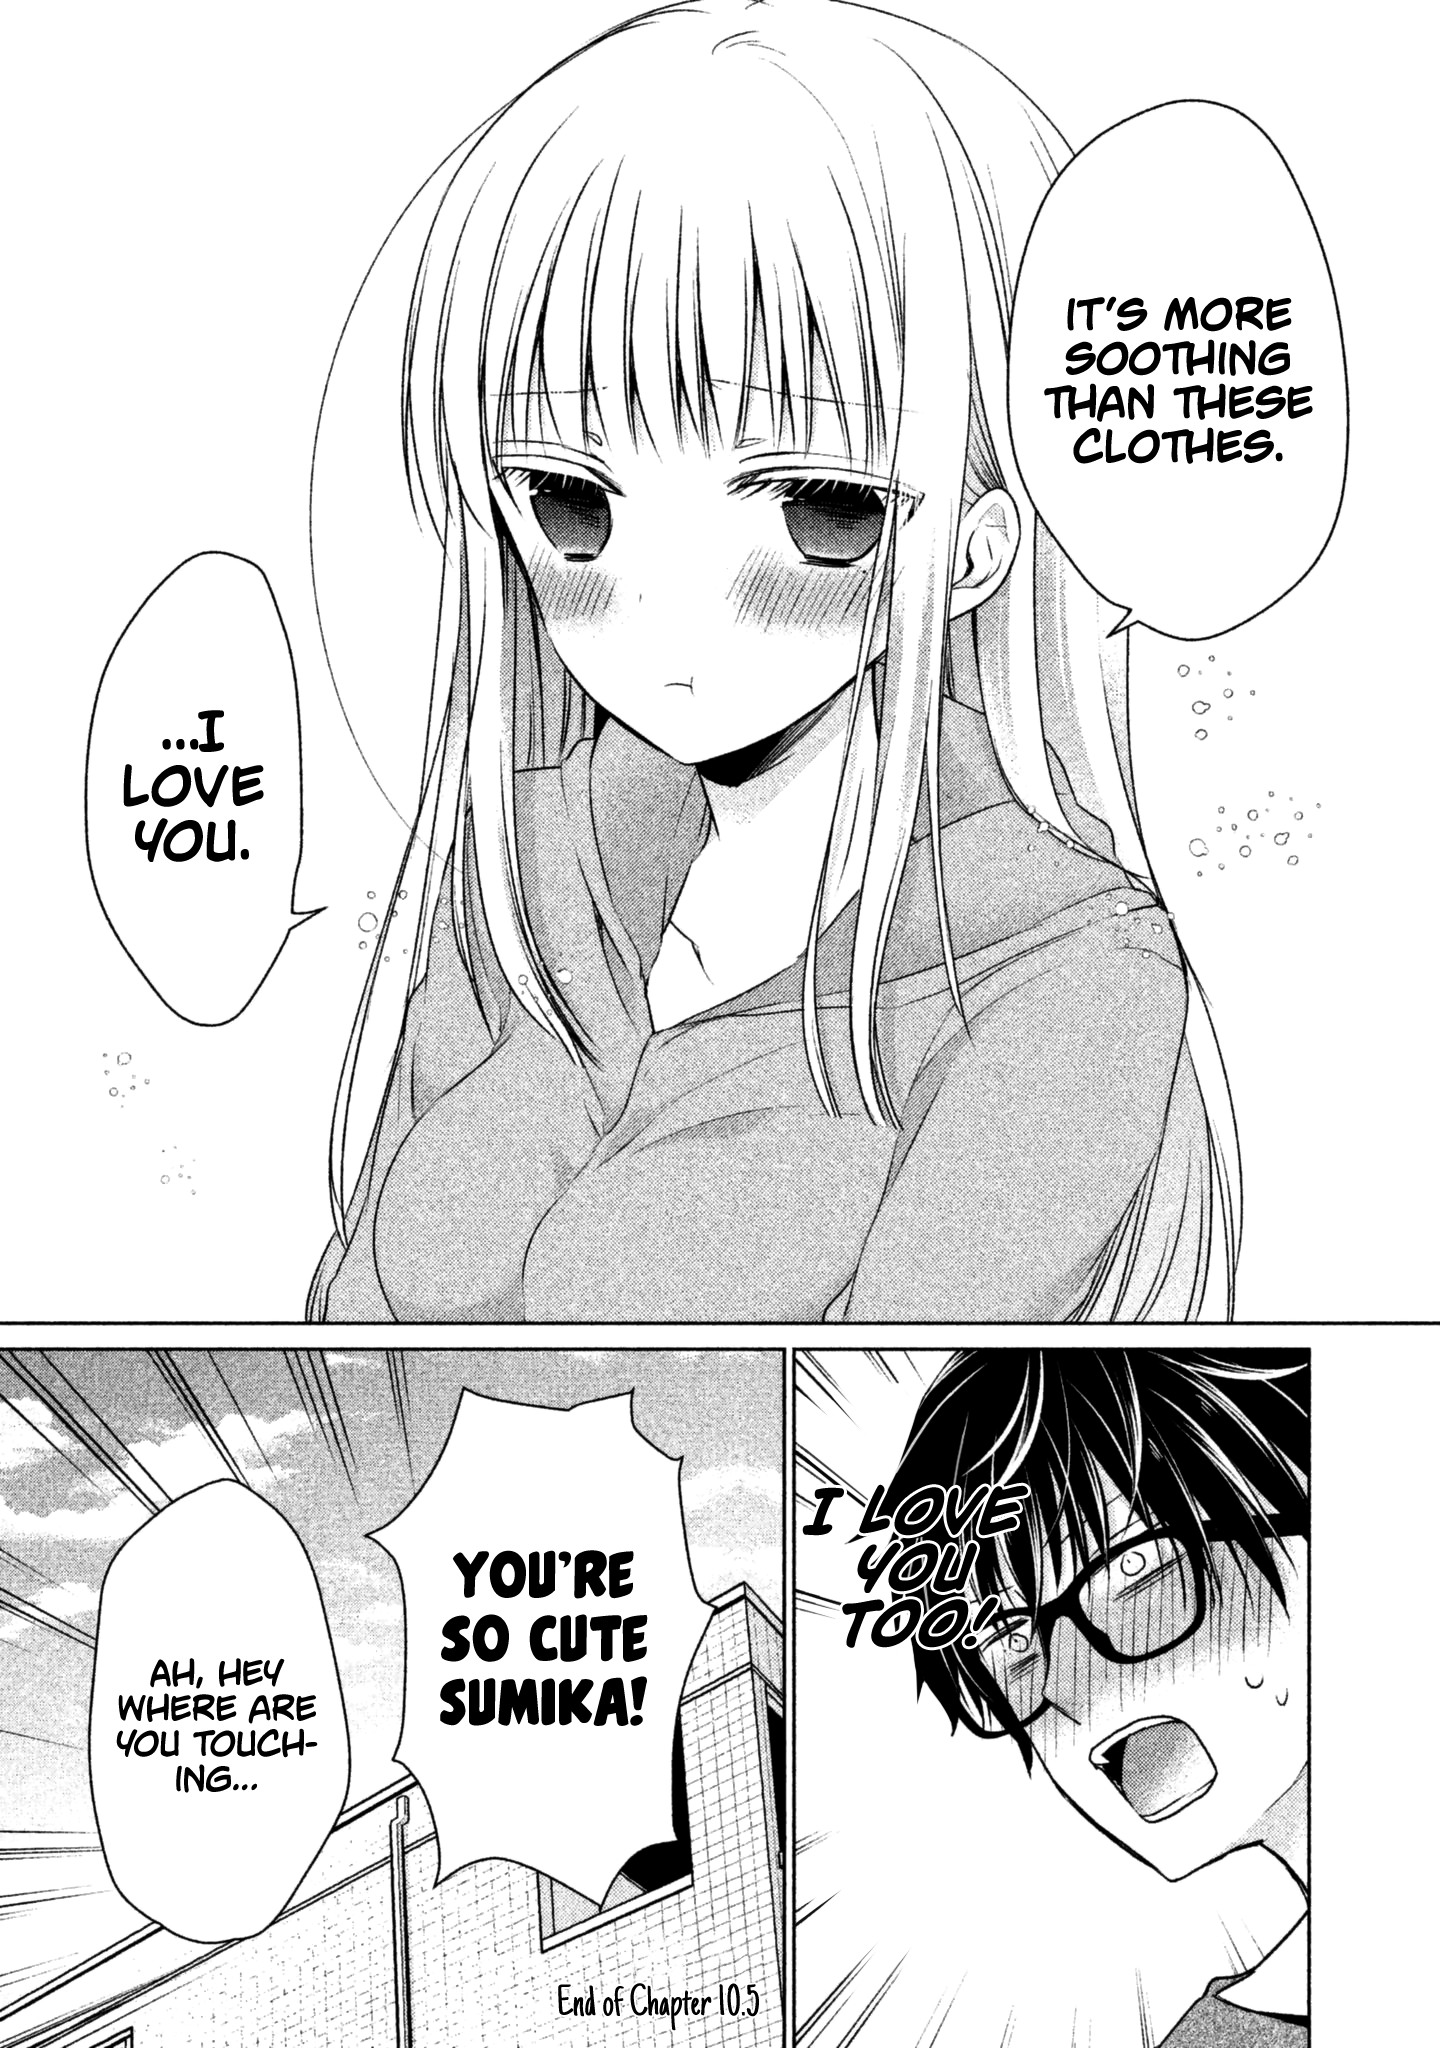 IT'S MORE
SOOTHING
THAN THESE
CLOTHES.
...I
LOVE
YOU.
I LOVE
YOU
TOO!
YOU'RE
SO CUTE
SUMIKA!
AH, HEY
WHERE ARE
YOU TOUCH-
ING...
End of Chapter 10.5